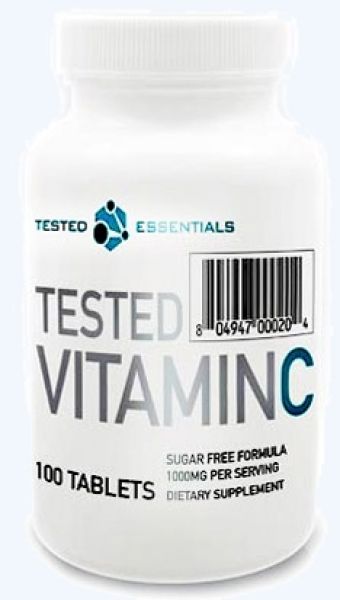 TESTED ESSENTIALS
TESTED
8 04947 00020 4
VITAMINC
100 TABLETS
SUGAR FREE FORMULA
1000MG PER SERVING
DIETARY SUPPLEMENT